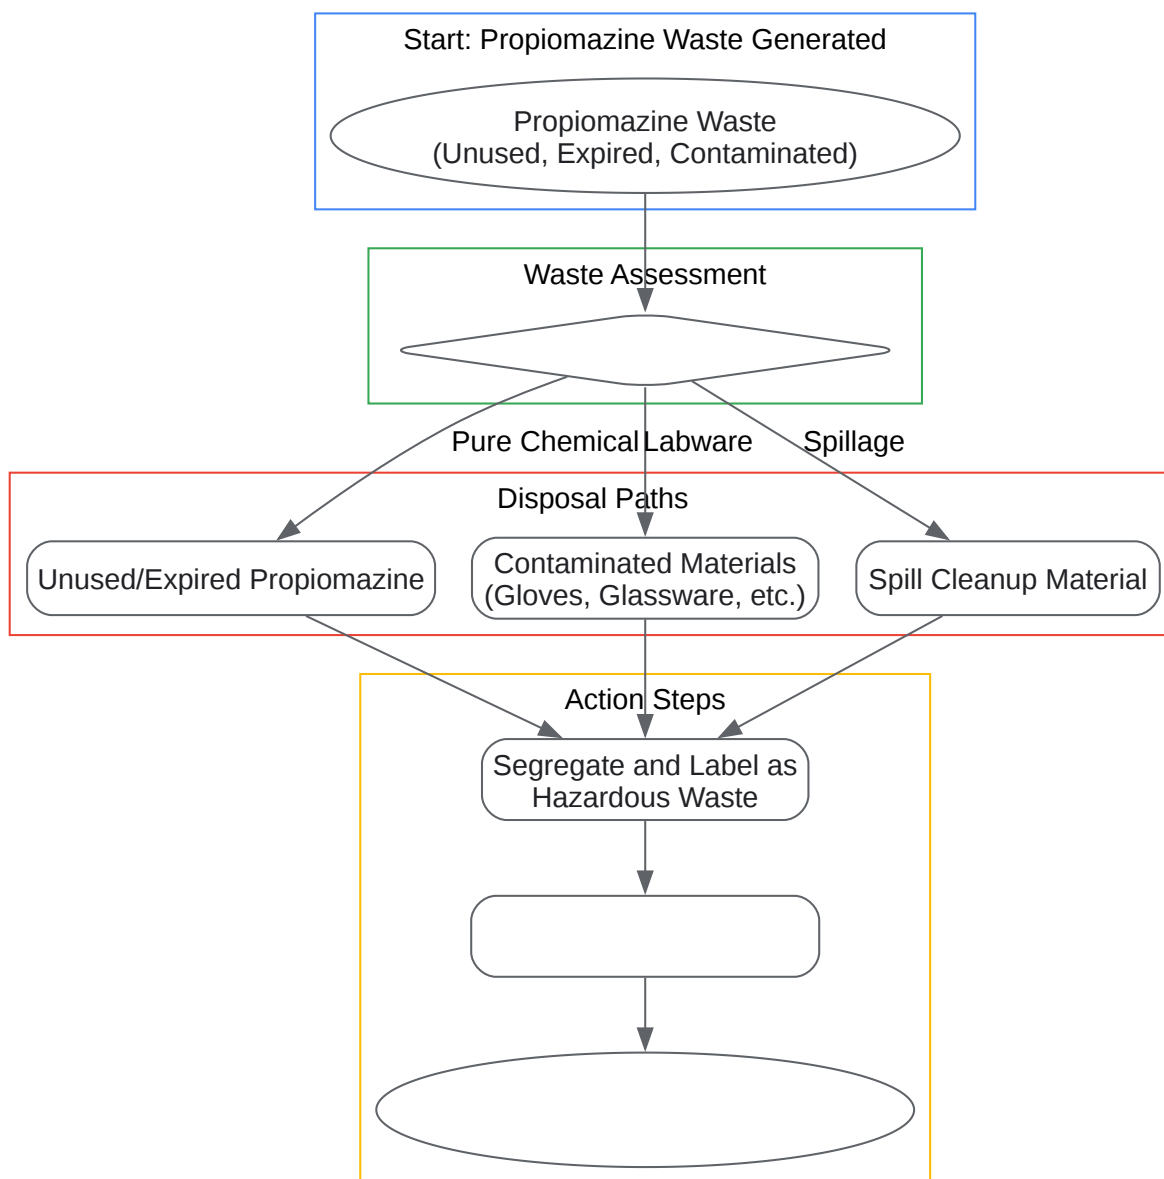 Start: Propiomazine Waste Generated
Propiomazine Waste
(Unused, Expired, Contaminated)
Waste Assessment
Pure Chemical
Labware
Spillage
Disposal Paths
Unused/Expired Propiomazine
Contaminated Materials
(Gloves, Glassware, etc.)
Spill Cleanup Material
Action Steps
Segregate and Label as
Hazardous Waste